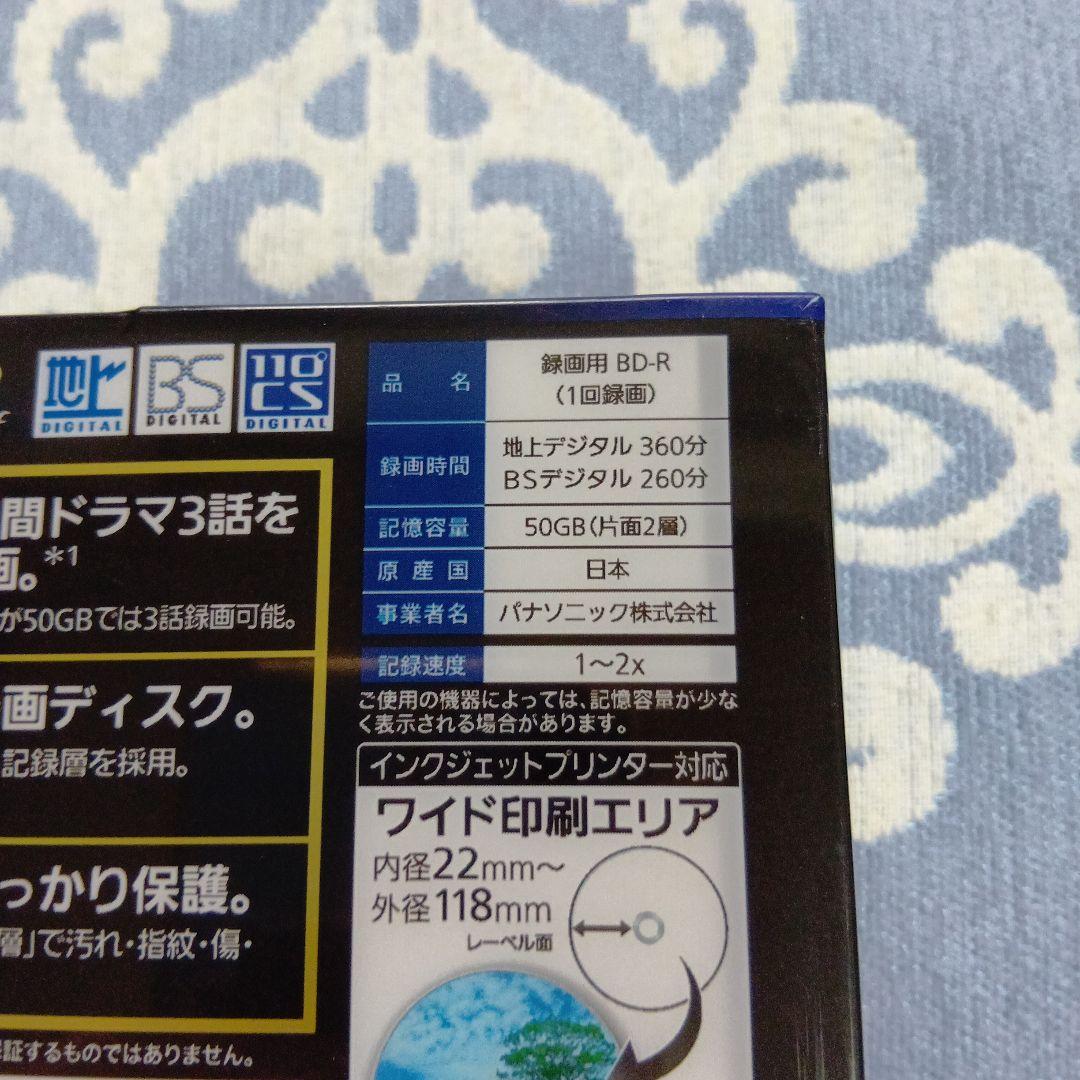 地上
DIGITAL
BS
DIGITAL
110°
CS
DIGITAL
間ドラマ3話を
画。*1
が50GBでは3話録画可能。
画ディスク。
記録層を採用。
っかり保護。
層」で汚れ・指紋・傷・
証するものではありません。
品名 録画用 BD-R
(1回録画)
録画時間 地上デジタル 360分
BSデジタル 260分
記憶容量 50GB(片面2層)
原産国 日本
事業者名 パナソニック株式会社
記録速度 1〜2x
ご使用の機器によっては、記憶容量が少な
く表示される場合があります。
インクジェットプリンター対応
ワイド印刷エリア
内径22mm〜
外径118mm
レーベル面